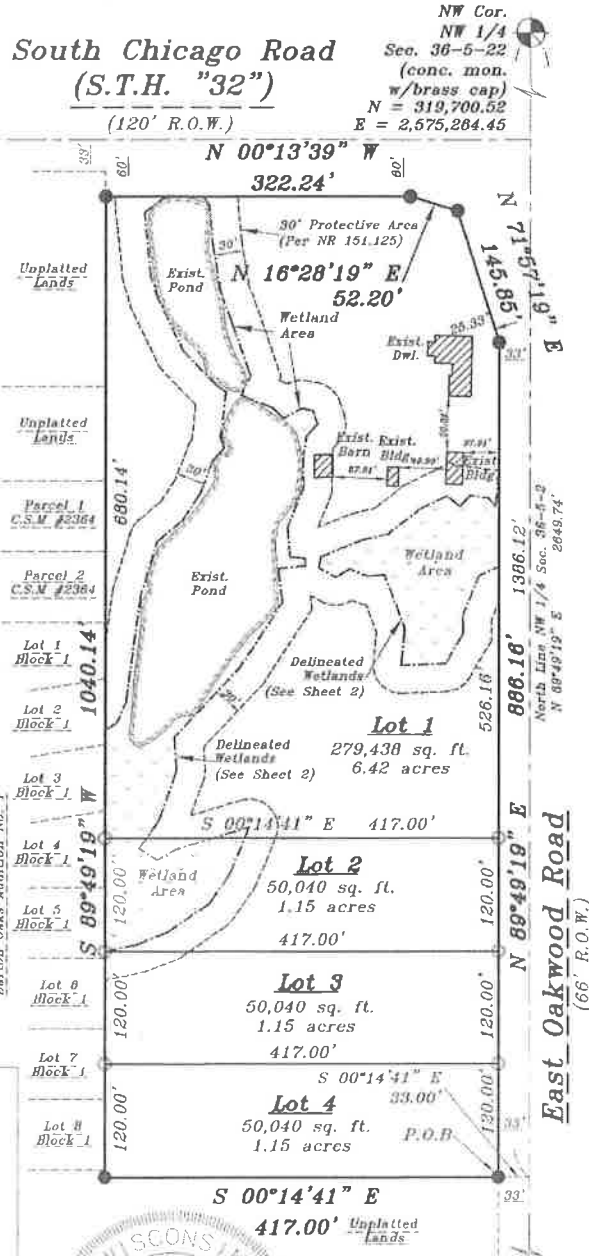 NW Cor.
NW 1/4
Sec. 36-5-22
(conc. mon.
w/brass cap)
N = 319,700.52
E = 2,575,284.45
South Chicago Road
(S.T.H. "32")
(120' R.O.W.)
33'
60'
N 00°13'39" W
322.24'
60'
30' Protective Area
(Per NR 151.125)
30'
N 16°28'19" E
52.20'
N 71°57'19" E
145.85'
Unplatted
Lands
Exist.
Pond
Wetland
Area
25.33'
Exist.
Dwl.
33'
Unplatted
Lands
Exist.
Barn
Exist.
Bldg.
Exist.
Bldg.
30'
680.14'
Parcel 1
C.S.M #2364
Parcel 2
C.S.M #2364
Exist.
Pond
Wetland
Area
1386.12'
North Line NW 1/4 Sec. 36-5-2
N 89°49'19" E 2649.74'
Lot 1
Block 1
1040.14'
Delineated
Wetlands
(See Sheet 2)
526.16'
886.18'
Lot 2
Block 1
30'
Lot 1
279,438 sq. ft.
6.42 acres
Delineated
Wetlands
(See Sheet 2)
Lot 3
Block 1
S 89°49'19" W
S 00°14'41" E 417.00'
N 89°49'19" E
Lot 4
Block 1
Wetland
Area
120.00'
Lot 2
50,040 sq. ft.
1.15 acres
120.00'
Lot 5
Block 1
417.00'
Lot 6
Block 1
120.00'
Lot 3
50,040 sq. ft.
1.15 acres
120.00'
East Oakwood Road
(66' R.O.W.)
417.00'
Lot 7
Block 1
S 00°14'41" E
33.00'
Lot 8
Block 1
120.00'
Lot 4
50,040 sq. ft.
1.15 acres
120.00'
P.O.B
33'
33'
S 00°14'41" E
417.00'
Unplatted
Lands
SCONS